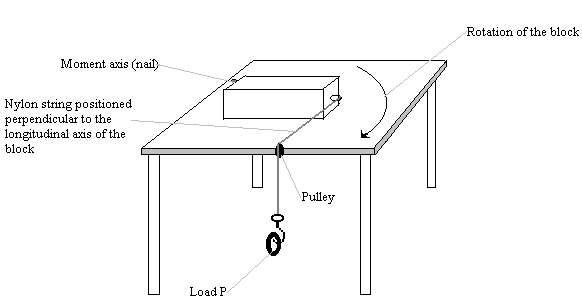 Rotation of the block
Moment axis (nail)
Nylon string positioned
perpendicular to the
longitudinal axis of the
block
Pulley
Load P